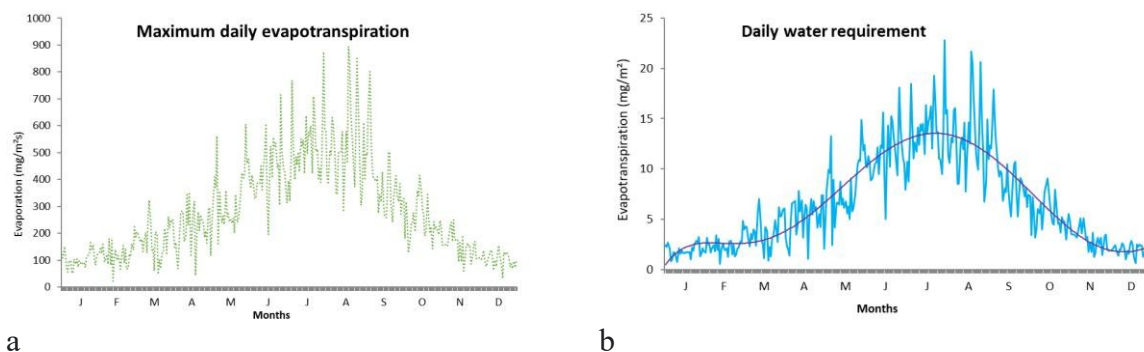 Maximum daily evapotranspiration
Evaporation (mg/m²s)
1000
900
800
700
600
500
400
300
200
100
0
J F M A M J J A S O N D
Months
a
Daily water requirement
Evapotranspiration (mg/m²)
25
20
15
10
5
0
J F M A M J J A S O N D
Months
b